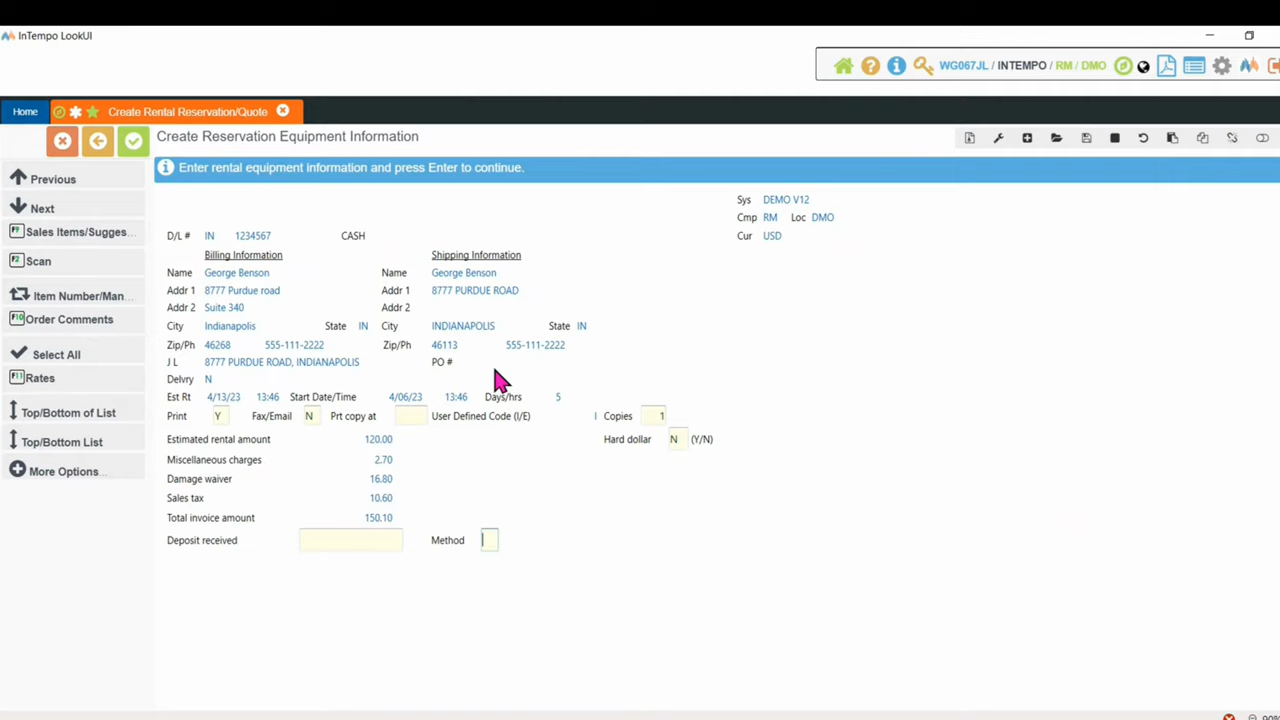 InTempo LookUI
WG067JL / INTEMPO / RM / DMO
Home
Create Rental Reservation/Quote
Create Reservation Equipment Information
Enter rental equipment information and press Enter to continue.
Previous
Next
F9 Sales Items/Sugges...
F2 Scan
Item Number/Man...
F10 Order Comments
Select All
F11 Rates
Top/Bottom of List
Top/Bottom List
More Options...
Sys DEMO V12
Cmp RM Loc DMO
Cur USD
D/L # IN 1234567 CASH
Billing Information Shipping Information
Name George Benson Name George Benson
Addr 1 8777 Purdue road Addr 1 8777 PURDUE ROAD
Addr 2 Suite 340 Addr 2
City Indianapolis State IN City INDIANAPOLIS State IN
Zip/Ph 46268 555-111-2222 Zip/Ph 46113 555-111-2222
J L 8777 PURDUE ROAD, INDIANAPOLIS PO #
Delvry N
Est Rt 4/13/23 13:46 Start Date/Time 4/06/23 13:46 Days/hrs 5
Print Y Fax/Email N Prt copy at User Defined Code (I/E) I Copies 1
Estimated rental amount 120.00 Hard dollar N (Y/N)
Miscellaneous charges 2.70
Damage waiver 16.80
Sales tax 10.60
Total invoice amount 150.10
Deposit received Method